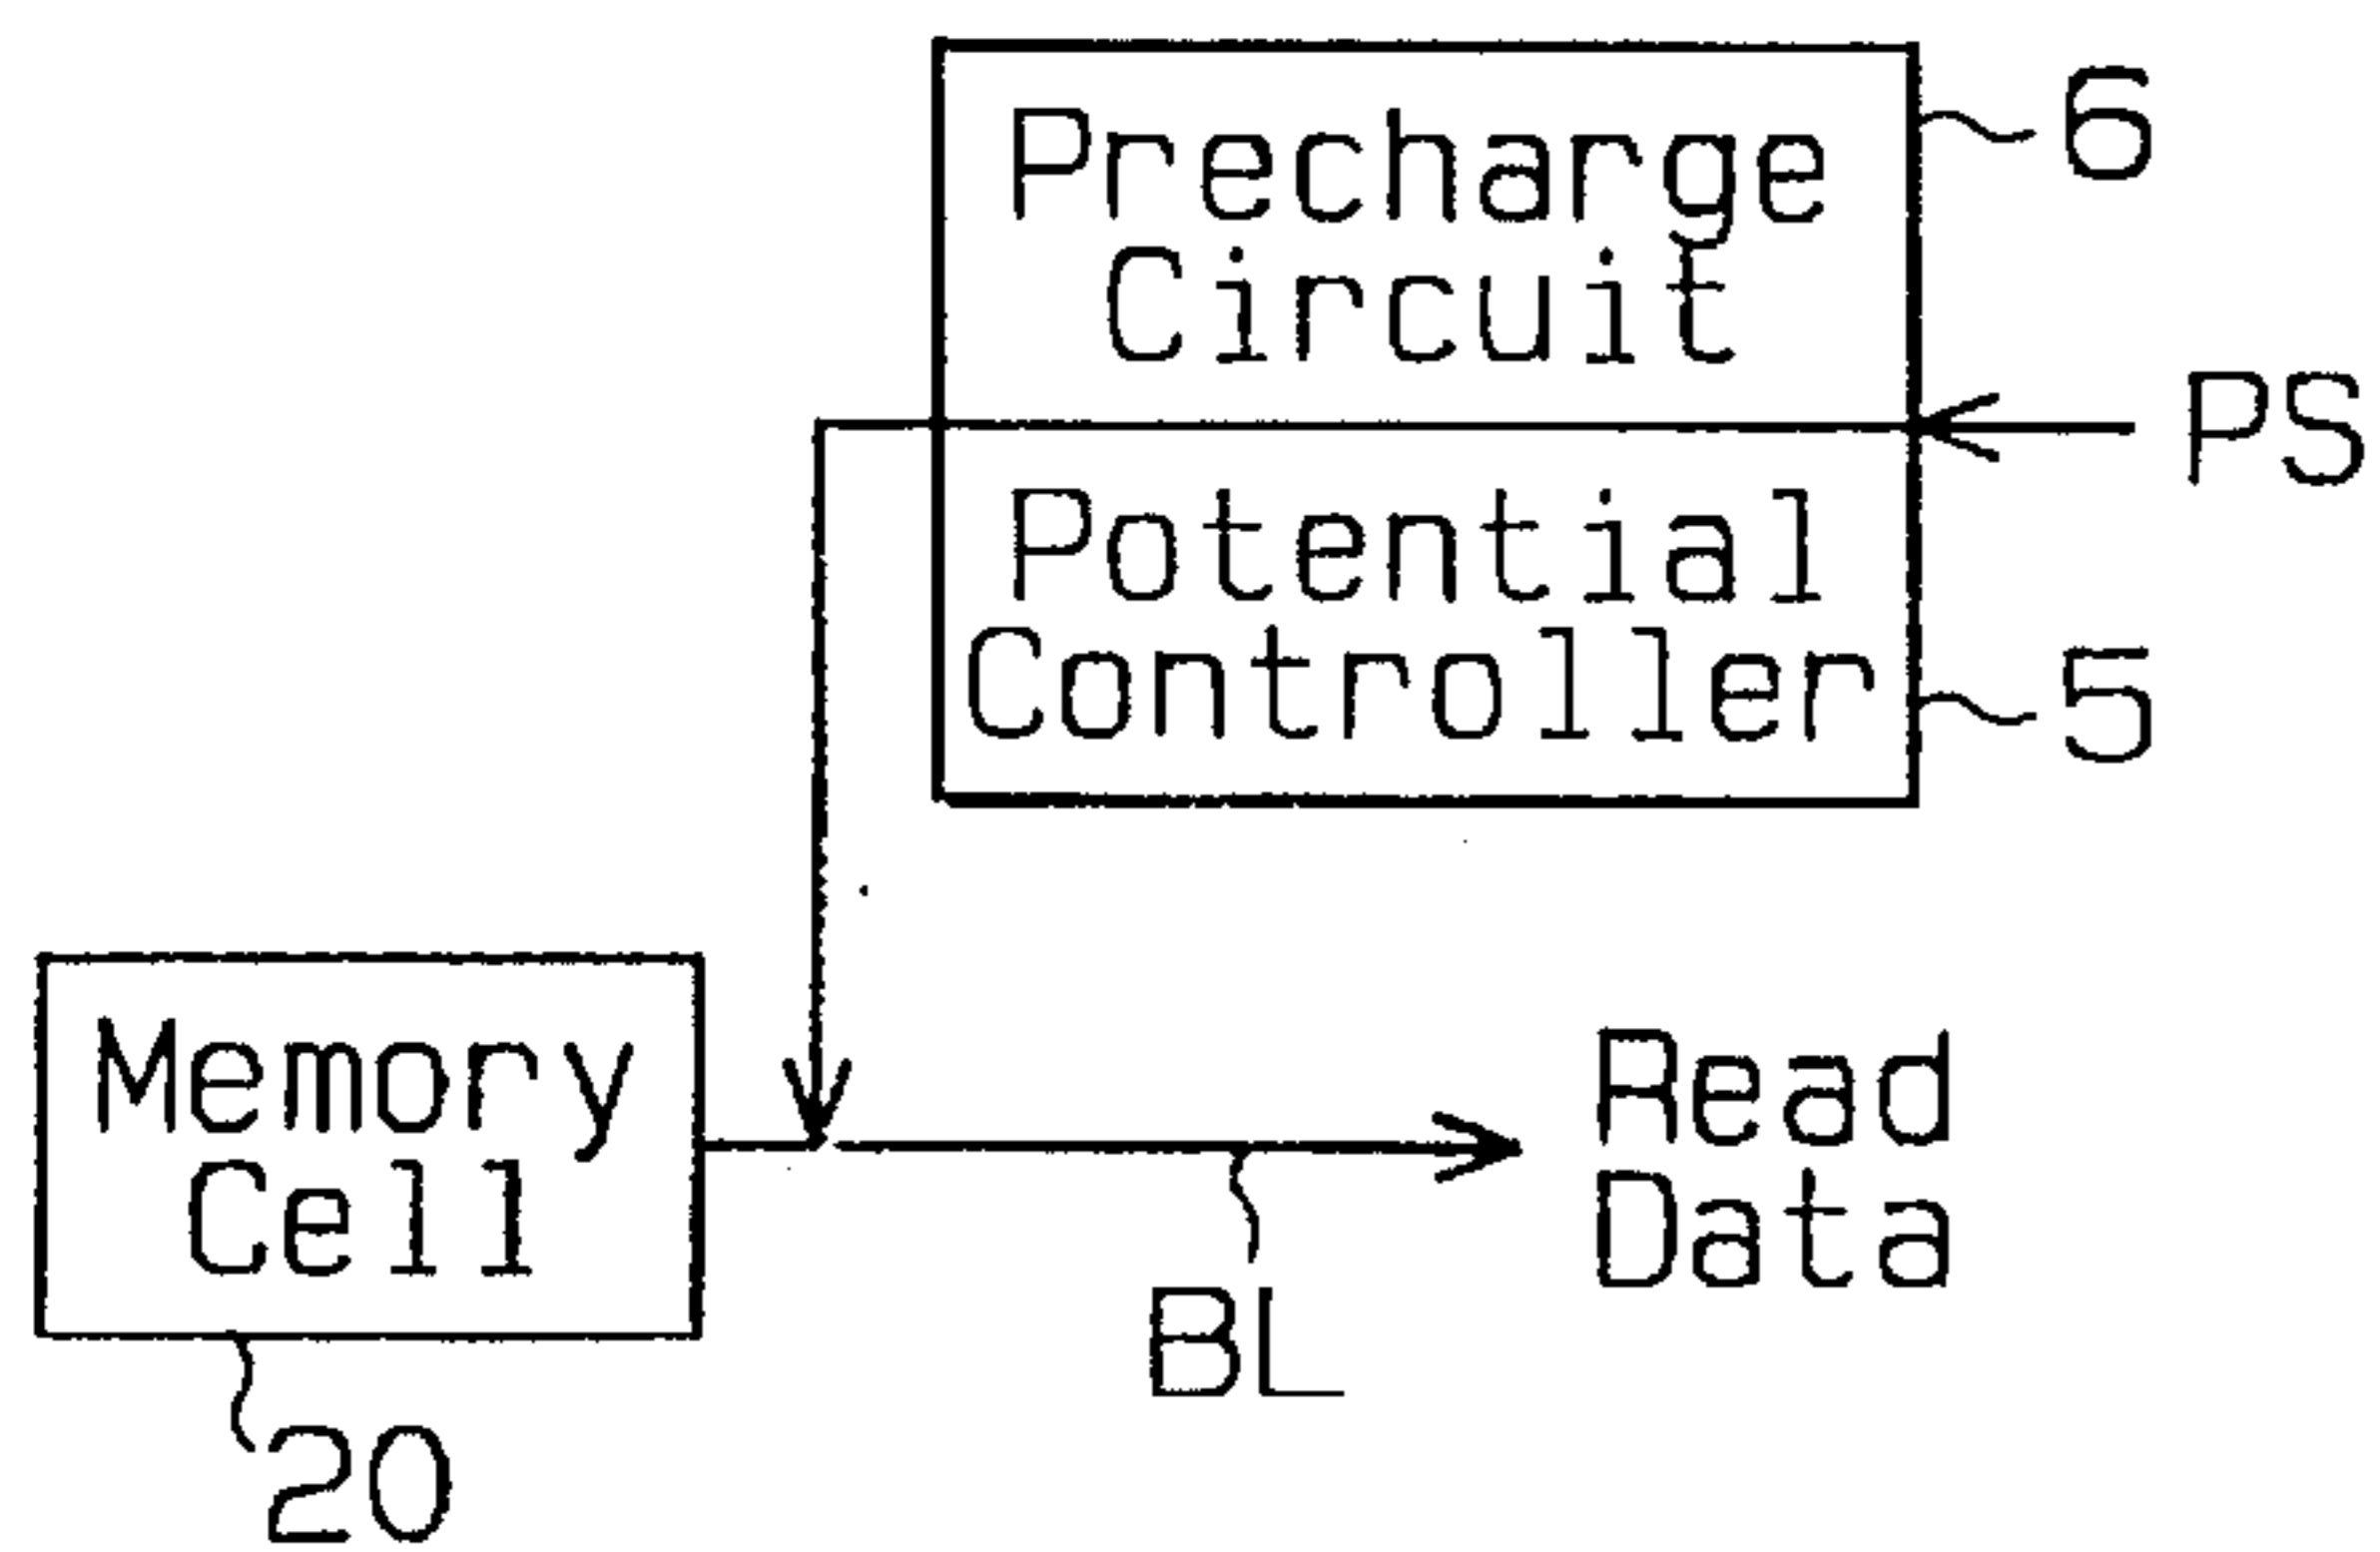 Precharge
Circuit
6
PS
Potential
Controller
5
Memory
Cell
20
BL
Read
Data